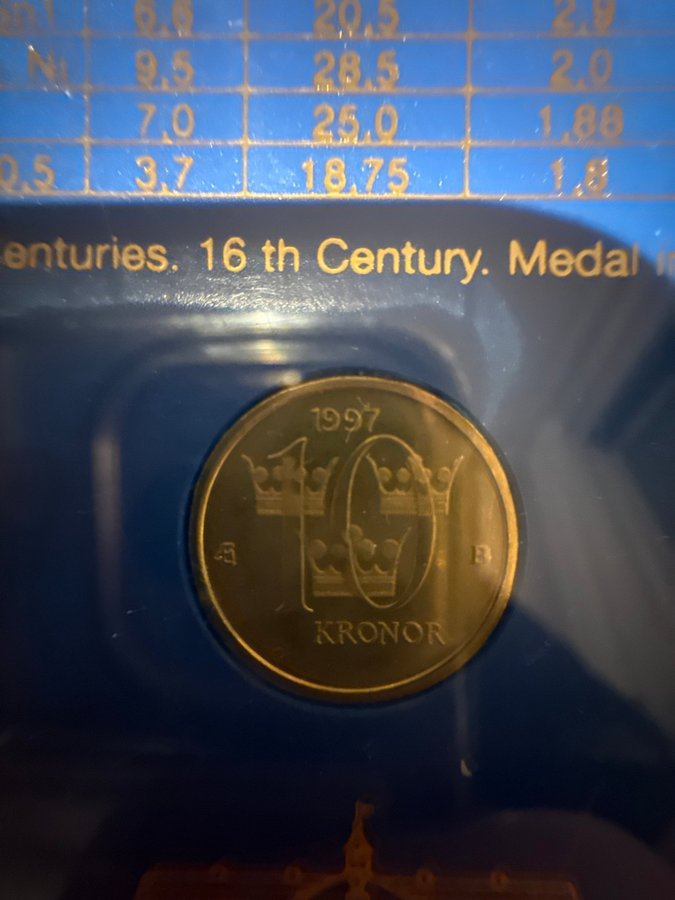 6.6 20.5 2.9
Ni 9.5 28.5 2.0
7.0 25.0 1.88
0.5 3.7 18.75 1.8
enturies. 16 th Century. Medal
1997
10
B
KRONOR